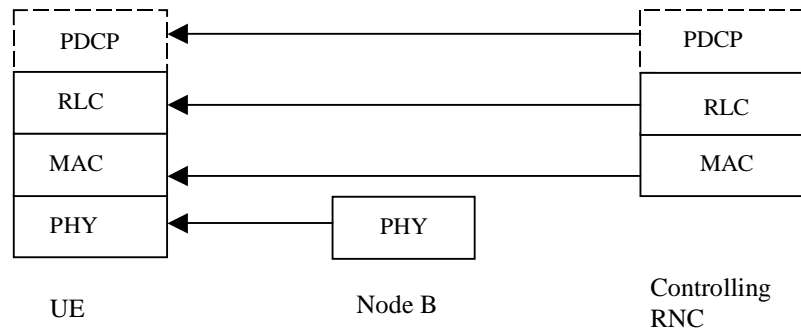 PDCP
PDCP
RLC
RLC
MAC
MAC
PHY
PHY
UE
Node B
Controlling
RNC